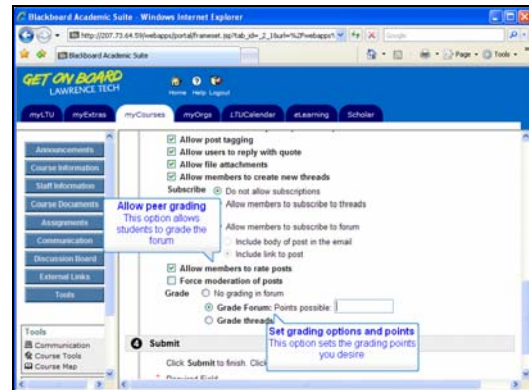 Blackboard Academic Suite - Windows Internet Explorer
http://207.73.64.59/webapps/portal/frameset.jsp?tab_id=_2_1&url=%2Fwebapps%
Google
Blackboard Academic Suite
Page
Tools
GET ON BOARD
LAWRENCE TECH
Home Help Logout
myLTU myExtras myCourses myOrgs LTUCalendar eLearning Scholar
Announcements
Course Information
Staff Information
Course Documents
Assignments
Communication
Discussion Board
External Links
Tools
Tools
Communication
Course Tools
Course Map
Allow post tagging
Allow users to reply with quote
Allow file attachments
Allow members to create new threads
Subscribe Do not allow subscriptions
Allow members to subscribe to threads
Allow members to subscribe to forum
Include body of post in the email
Include link to post
Allow peer grading
This option allows
students to grade the
forum
Allow members to rate posts
Force moderation of posts
Grade No grading in forum
Grade Forum: Points possible:
Grade threads
Set grading options and points
This option sets the grading points
you desire
4 Submit
Click Submit to finish. Click
* Required Field